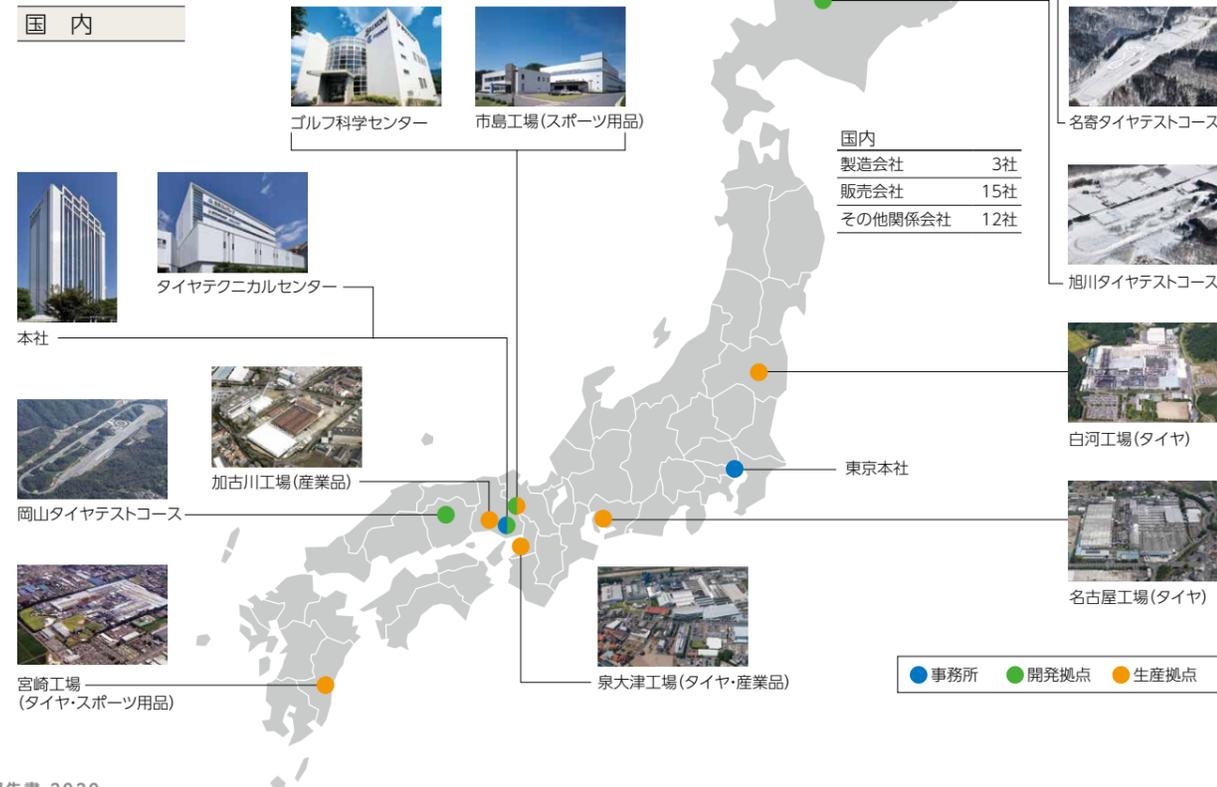 国 内
ゴルフ科学センター
市島工場(スポーツ用品)
名寄タイヤテストコース
国内
製造会社 3社
販売会社 15社
その他関係会社 12社
タイヤテクニカルセンター
旭川タイヤテストコース
本社
白河工場(タイヤ)
東京本社
加古川工場(産業品)
岡山タイヤテストコース
名古屋工場(タイヤ)
宮崎工場
(タイヤ・スポーツ用品)
泉大津工場(タイヤ・産業品)
事務所 開発拠点 生産拠点
告書 2020